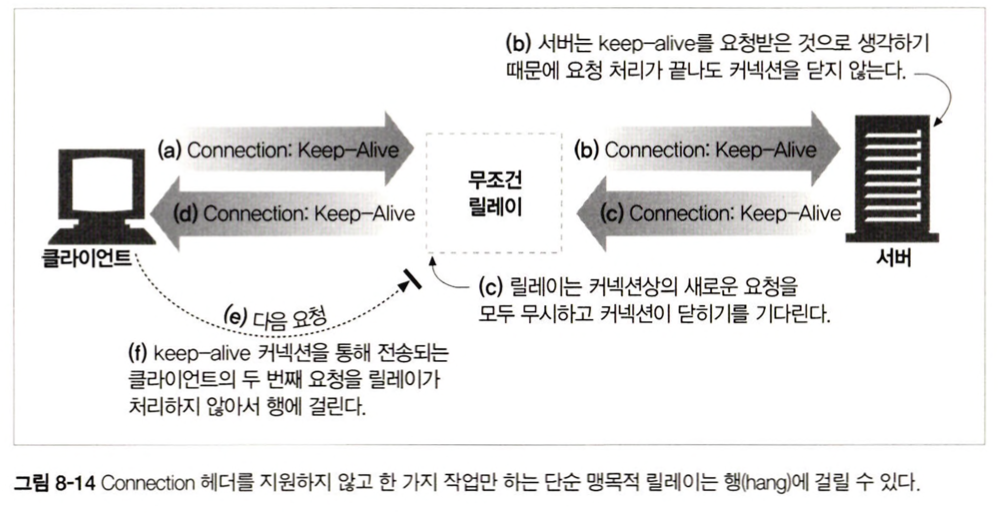 (b) 서버는 keep-alive를 요청받은 것으로 생각하기
때문에 요청 처리가 끝나도 커넥션을 닫지 않는다.
(a) Connection: Keep-Alive
무조건
릴레이
(b) Connection: Keep-Alive
(d) Connection: Keep-Alive
(c) Connection: Keep-Alive
클라이언트
서버
(c) 릴레이는 커넥션상의 새로운 요청을
모두 무시하고 커넥션이 닫히기를 기다린다.
(e) 다음 요청
(f) keep-alive 커넥션을 통해 전송되는
클라이언트의 두 번째 요청을 릴레이가
처리하지 않아서 행에 걸린다.
그림 8-14 Connection 헤더를 지원하지 않고 한 가지 작업만 하는 단순 맹목적 릴레이는 행(hang)에 걸릴 수 있다.